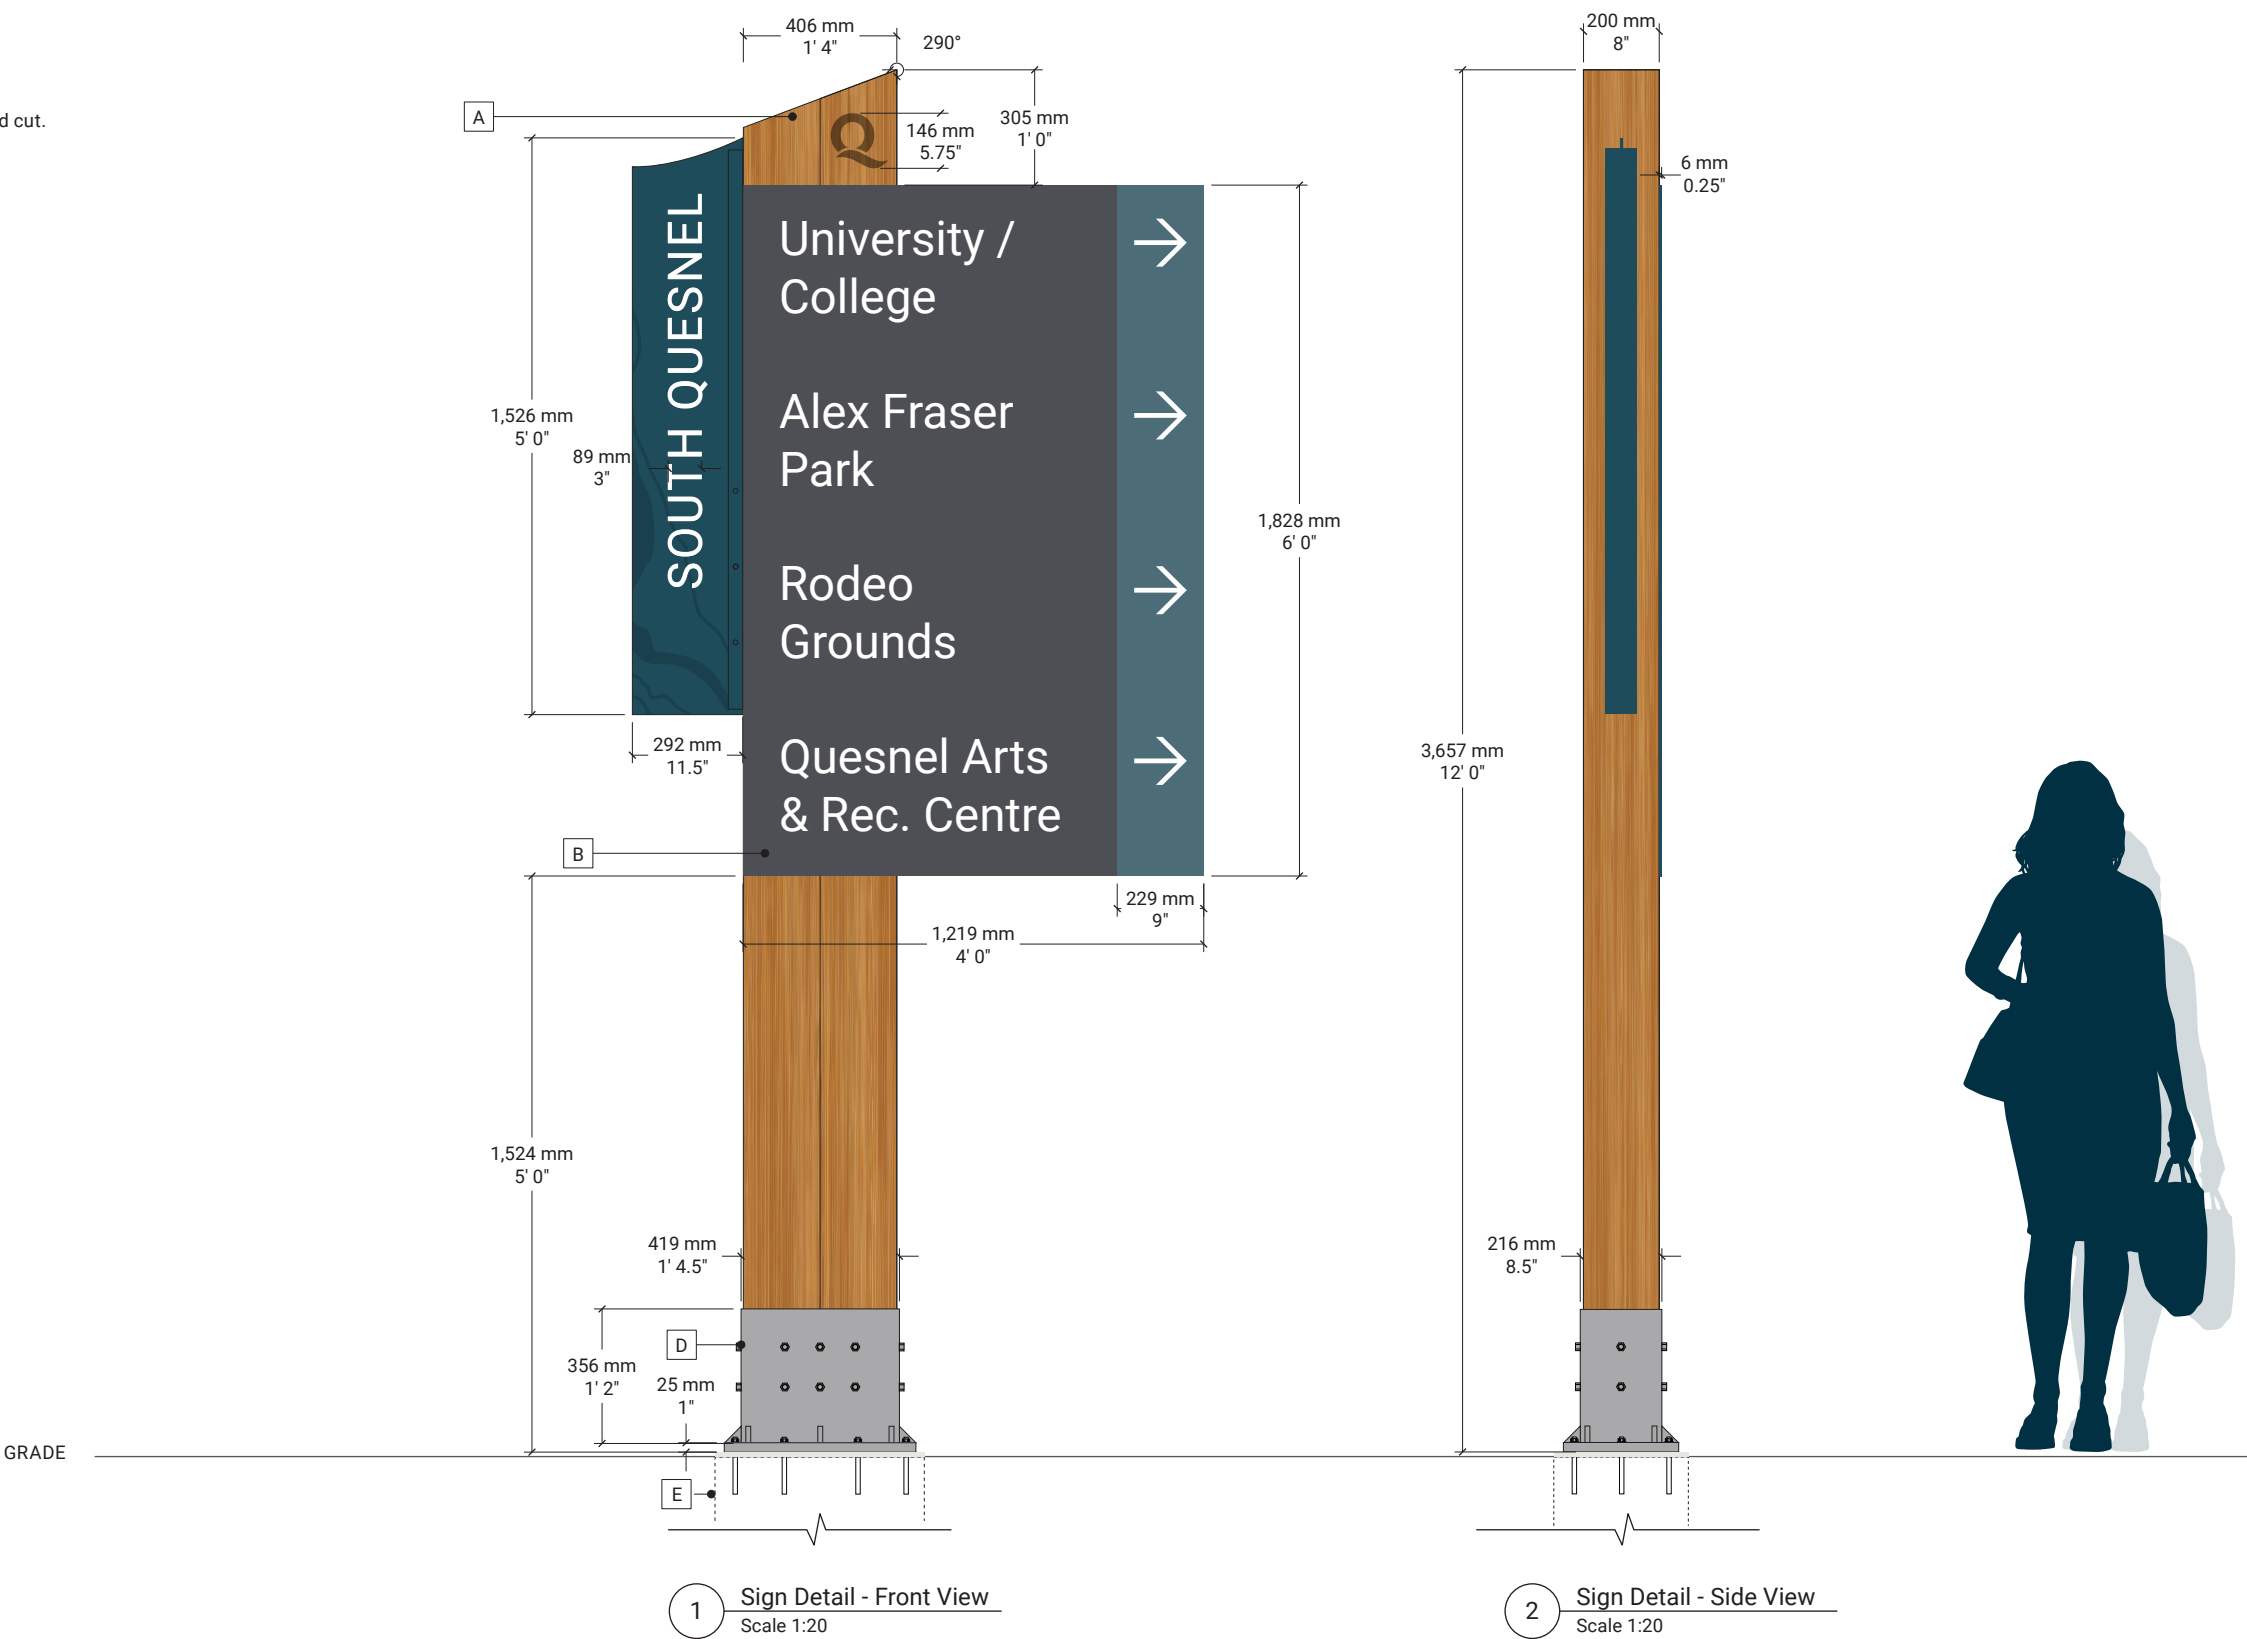 d cut.
406 mm
1' 4"
290°
A
146 mm
5.75"
305 mm
1' 0"
Q
SOUTH QUESNEL
University /
College
Alex Fraser
Park
Rodeo
Grounds
Quesnel Arts
& Rec. Centre
1,526 mm
5' 0"
89 mm
3"
292 mm
11.5"
1,828 mm
6' 0"
B
229 mm
9"
1,219 mm
4' 0"
1,524 mm
5' 0"
419 mm
1' 4.5"
D
356 mm
1' 2"
25 mm
1"
GRADE
E
1
Sign Detail - Front View
Scale 1:20
200 mm
8"
6 mm
0.25"
3,657 mm
12' 0"
216 mm
8.5"
2
Sign Detail - Side View
Scale 1:20